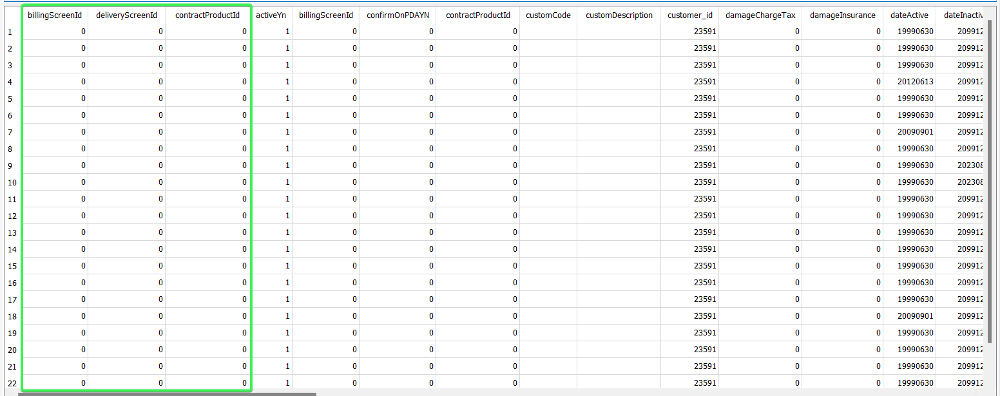 billingScreenId deliveryScreenId contractProductId activeYn billingScreenId confirmOnPDAYN contractProductId customCode customDescription customer_id damageChargeTax damageInsurance dateActive dateInactiv
1 0 0 0 1 0 0 0 23591 0 0 19990630 209912
2 0 0 0 1 0 0 0 23591 0 0 19990630 209912
3 0 0 0 1 0 0 0 23591 0 0 19990630 209912
4 0 0 0 1 0 0 0 23591 0 0 20120613 209912
5 0 0 0 1 0 0 0 23591 0 0 19990630 209912
6 0 0 0 1 0 0 0 23591 0 0 19990630 209912
7 0 0 0 1 0 0 0 23591 0 0 20090901 209912
8 0 0 0 1 0 0 0 23591 0 0 19990630 209912
9 0 0 0 1 0 0 0 23591 0 0 19990630 202308
10 0 0 0 1 0 0 0 23591 0 0 19990630 202308
11 0 0 0 1 0 0 0 23591 0 0 19990630 209912
12 0 0 0 1 0 0 0 23591 0 0 19990630 209912
13 0 0 0 1 0 0 0 23591 0 0 19990630 209912
14 0 0 0 1 0 0 0 23591 0 0 19990630 209912
15 0 0 0 1 0 0 0 23591 0 0 19990630 209912
16 0 0 0 1 0 0 0 23591 0 0 19990630 209912
17 0 0 0 1 0 0 0 23591 0 0 19990630 209912
18 0 0 0 1 0 0 0 23591 0 0 20090901 209912
19 0 0 0 1 0 0 0 23591 0 0 19990630 209912
20 0 0 0 1 0 0 0 23591 0 0 19990630 209912
21 0 0 0 1 0 0 0 23591 0 0 19990630 209912
22 0 0 0 1 0 0 0 23591 0 0 19990630 209912